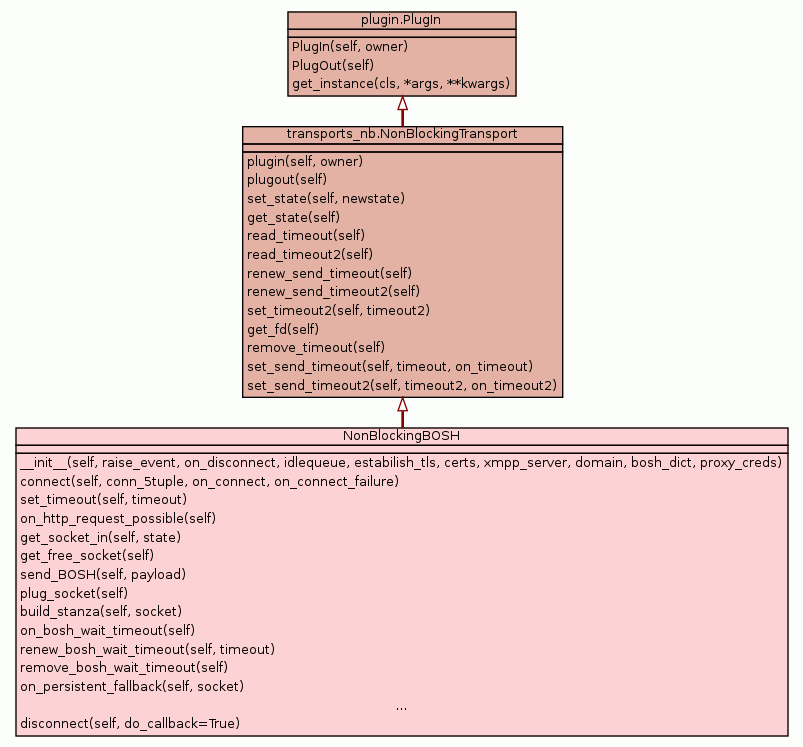 plugin.PlugIn
PlugIn(self, owner)
PlugOut(self)
get_instance(cls, *args, **kwargs)
transports_nb.NonBlockingTransport
plugin(self, owner)
plugout(self)
set_state(self, newstate)
get_state(self)
read_timeout(self)
read_timeout2(self)
renew_send_timeout(self)
renew_send_timeout2(self)
set_timeout2(self, timeout2)
get_fd(self)
remove_timeout(self)
set_send_timeout(self, timeout, on_timeout)
set_send_timeout2(self, timeout2, on_timeout2)
NonBlockingBOSH
__init__(self, raise_event, on_disconnect, idlequeue, estabilish_tls, certs, xmpp_server, domain, bosh_dict, proxy_creds)
connect(self, conn_5tuple, on_connect, on_connect_failure)
set_timeout(self, timeout)
on_http_request_possible(self)
get_socket_in(self, state)
get_free_socket(self)
send_BOSH(self, payload)
plug_socket(self)
build_stanza(self, socket)
on_bosh_wait_timeout(self)
renew_bosh_wait_timeout(self, timeout)
remove_bosh_wait_timeout(self)
on_persistent_fallback(self, socket)
...
disconnect(self, do_callback=True)